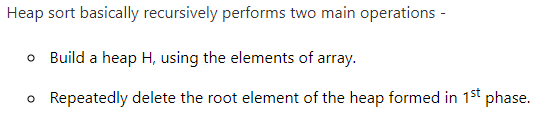 Heap sort basically recursively performs two main operations -
o Build a heap H, using the elements of array.
o Repeatedly delete the root element of the heap formed in 1st phase.